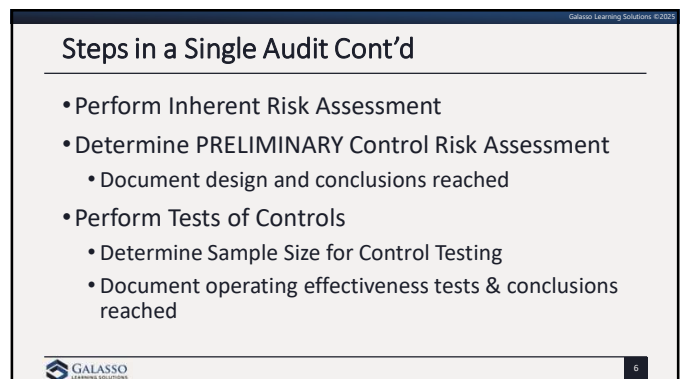 Galasso Learning Solutions ©2025
Steps in a Single Audit Cont’d
•Perform Inherent Risk Assessment
•Determine PRELIMINARY Control Risk Assessment
•Document design and conclusions reached
•Perform Tests of Controls
•Determine Sample Size for Control Testing
•Document operating effectiveness tests & conclusions
reached
GALASSO
LEARNING SOLUTIONS
6